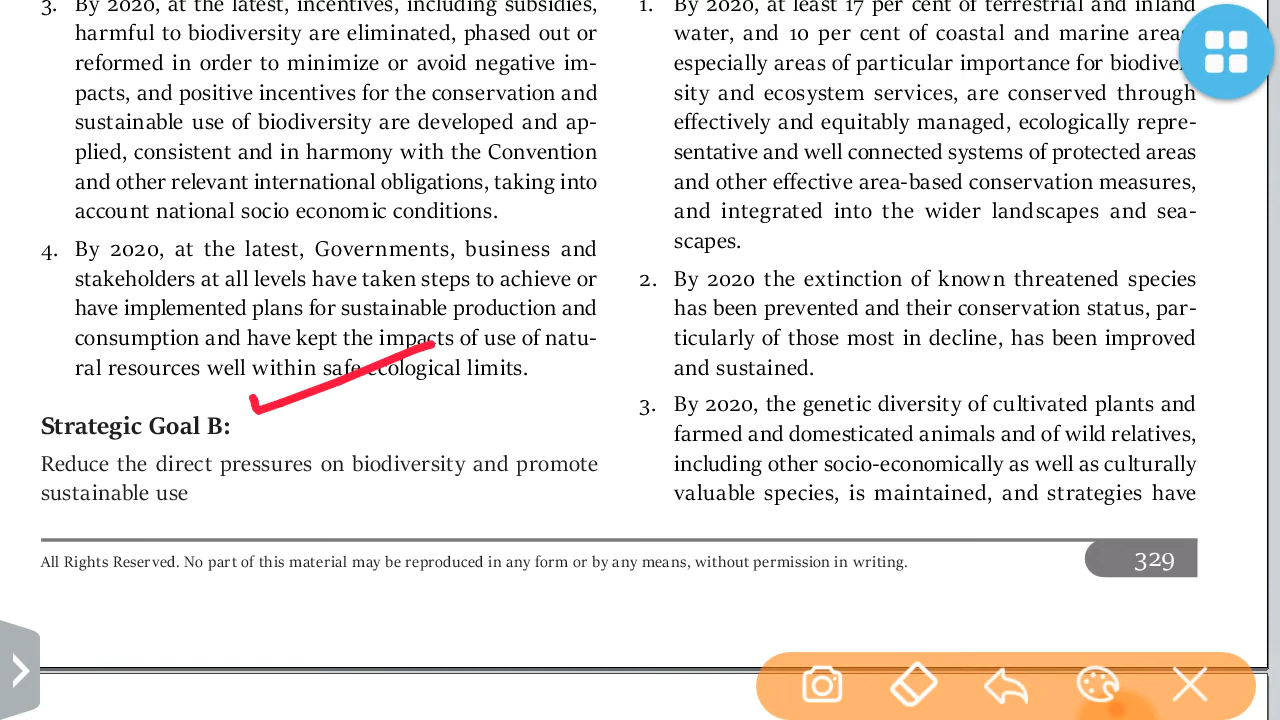 3. By 2020, at the latest, incentives, including subsidies,
harmful to biodiversity are eliminated, phased out or
reformed in order to minimize or avoid negative im-
pacts, and positive incentives for the conservation and
sustainable use of biodiversity are developed and ap-
plied, consistent and in harmony with the Convention
and other relevant international obligations, taking into
account national socio economic conditions.
4. By 2020, at the latest, Governments, business and
stakeholders at all levels have taken steps to achieve or
have implemented plans for sustainable production and
consumption and have kept the impacts of use of natu-
ral resources well within safe ecological limits.
Strategic Goal B:
Reduce the direct pressures on biodiversity and promote
sustainable use
1. By 2020, at least 17 per cent of terrestrial and inland
water, and 10 per cent of coastal and marine areas
especially areas of particular importance for biodiver-
sity and ecosystem services, are conserved through
effectively and equitably managed, ecologically repre-
sentative and well connected systems of protected areas
and other effective area-based conservation measures,
and integrated into the wider landscapes and sea-
scapes.
2. By 2020 the extinction of known threatened species
has been prevented and their conservation status, par-
ticularly of those most in decline, has been improved
and sustained.
3. By 2020, the genetic diversity of cultivated plants and
farmed and domesticated animals and of wild relatives,
including other socio-economically as well as culturally
valuable species, is maintained, and strategies have
All Rights Reserved. No part of this material may be reproduced in any form or by any means, without permission in writing.
329